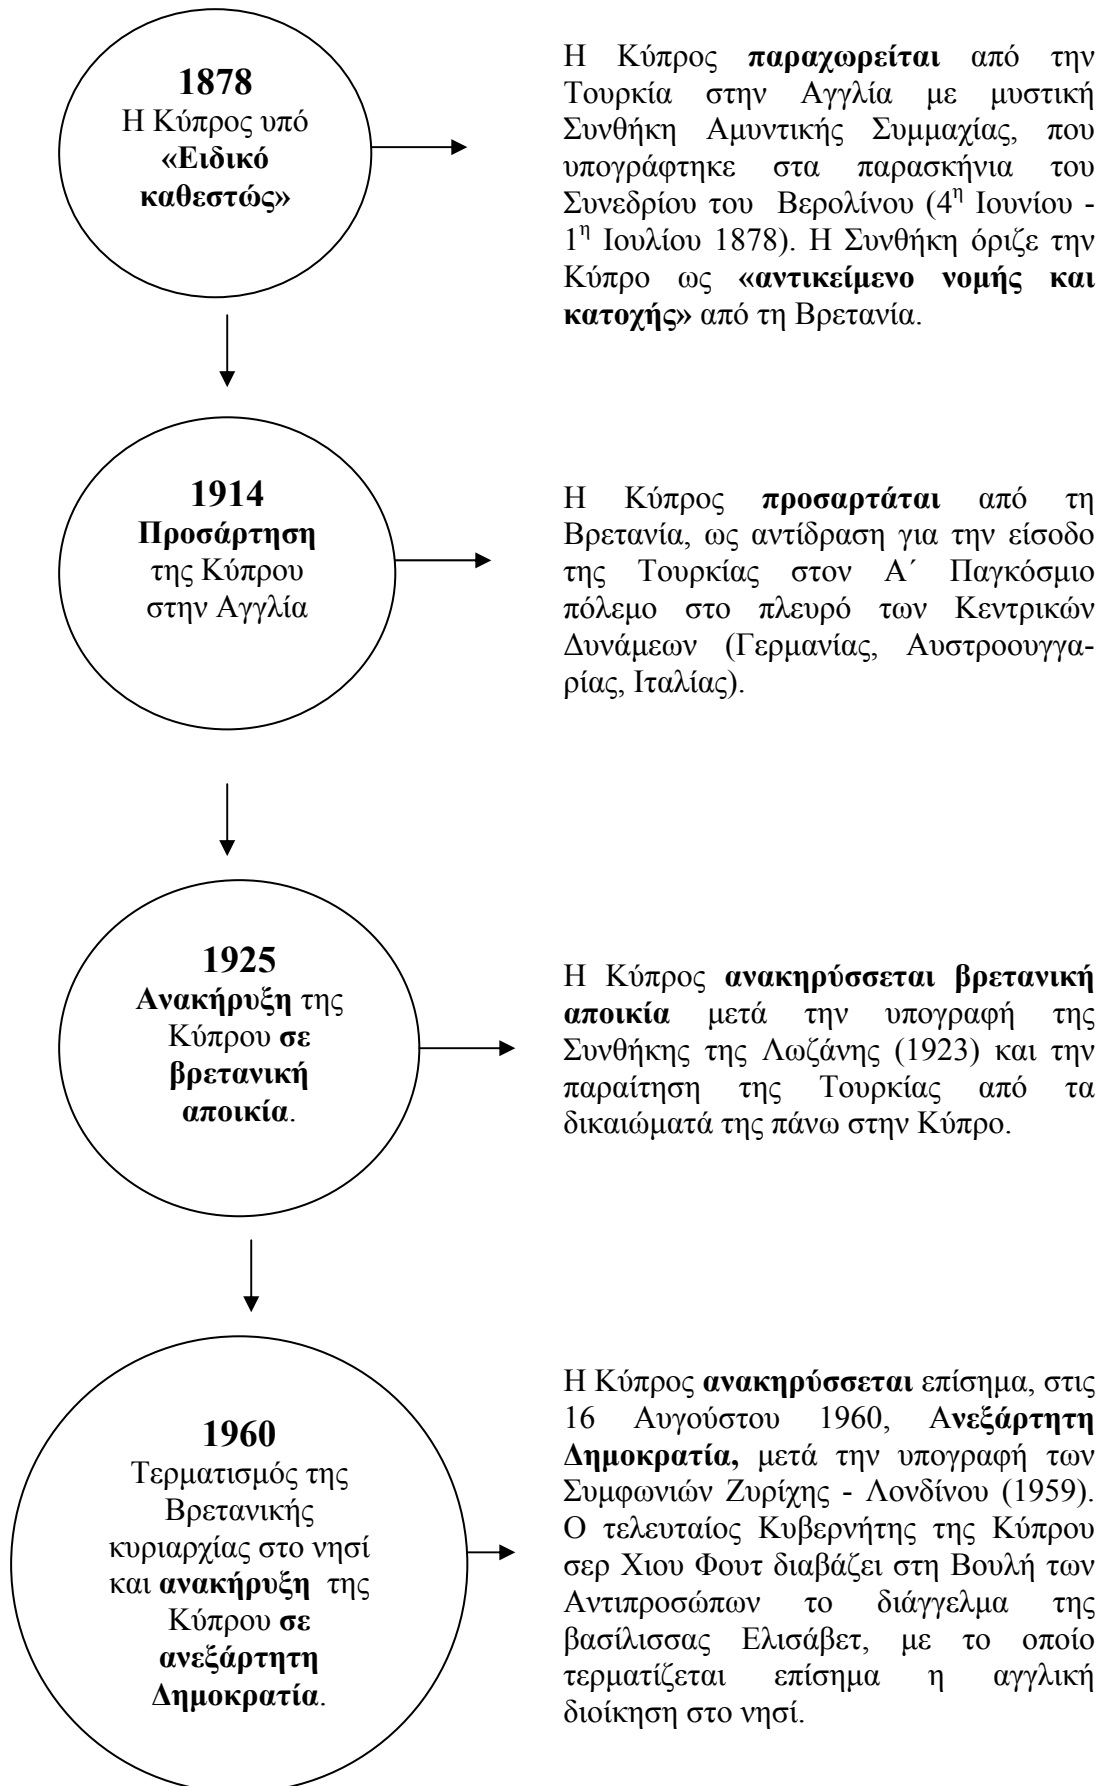 1878
Η Κύπρος υπό
«Ειδικό
καθεστώς»
Η Κύπρος παραχωρείται από την
Τουρκία στην Αγγλία με μυστική
Συνθήκη Αμυντικής Συμμαχίας, που
υπογράφτηκε στα παρασκήνια του
Συνεδρίου του Βερολίνου (4η Ιουνίου -
1η Ιουλίου 1878). Η Συνθήκη όριζε την
Κύπρο ως «αντικείμενο νομής και
κατοχής» από τη Βρετανία.
1914
Προσάρτηση
της Κύπρου
στην Αγγλία
Η Κύπρος προσαρτάται από τη
Βρετανία, ως αντίδραση για την είσοδο
της Τουρκίας στον Α΄ Παγκόσμιο
πόλεμο στο πλευρό των Κεντρικών
Δυνάμεων (Γερμανίας, Αυστροουγγα-
ρίας, Ιταλίας).
1925
Ανακήρυξη της
Κύπρου σε
βρετανική
αποικία.
Η Κύπρος ανακηρύσσεται βρετανική
αποικία μετά την υπογραφή της
Συνθήκης της Λωζάνης (1923) και την
παραίτηση της Τουρκίας από τα
δικαιώματά της πάνω στην Κύπρο.
1960
Τερματισμός της
Βρετανικής
κυριαρχίας στο νησί
και ανακήρυξη της
Κύπρου σε
ανεξάρτητη
Δημοκρατία.
Η Κύπρος ανακηρύσσεται επίσημα, στις
16 Αυγούστου 1960, Ανεξάρτητη
Δημοκρατία, μετά την υπογραφή των
Συμφωνιών Ζυρίχης - Λονδίνου (1959).
Ο τελευταίος Κυβερνήτης της Κύπρου
σερ Χιου Φουτ διαβάζει στη Βουλή των
Αντιπροσώπων το διάγγελμα της
βασίλισσας Ελισάβετ, με το οποίο
τερματίζεται επίσημα η αγγλική
διοίκηση στο νησί.